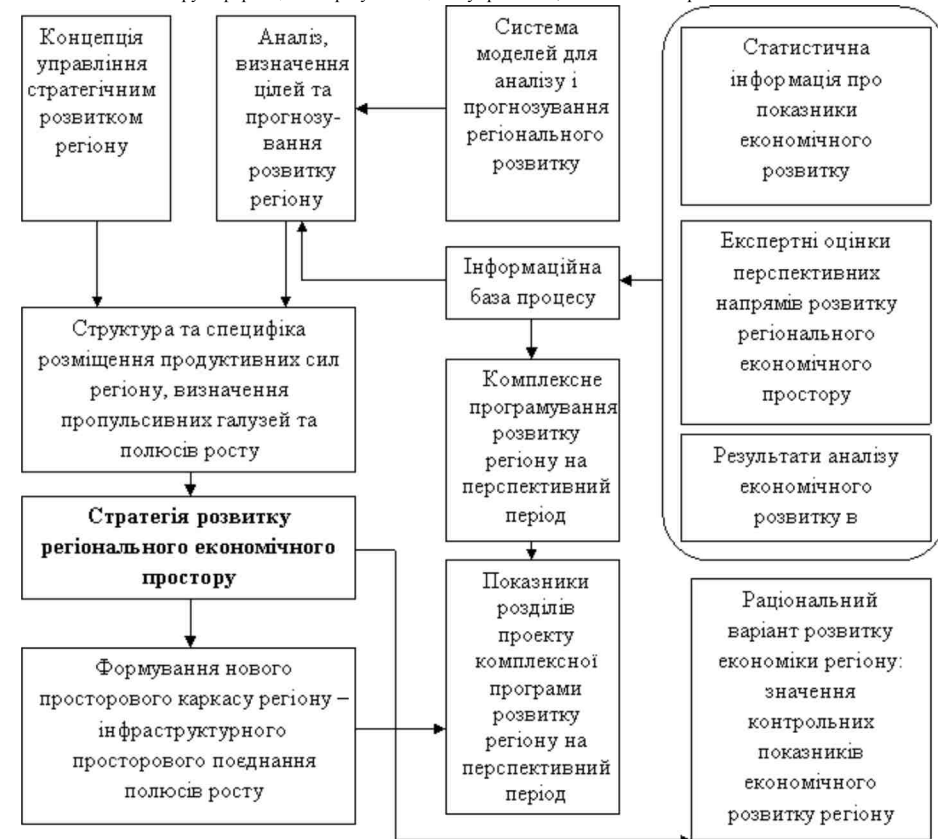 Концепція
управління
стратегічним
розвитком
регіону
Аналіз,
визначення
цілей та
прогнозу-
вання
розвитку
регіону
Система
моделей для
аналізу і
прогнозування
регіонального
розвитку
Статистична
інформація про
показники
економічного
розвитку
Експертні оцінки
перспективних
напрямів розвитку
регіонального
економічного
простору
Результати аналізу
економічного
розвитку в
Інформаційна
база процесу
Структура та специфіка
розміщення продуктивних сил
регіону, визначення
пропульсивних галузей та
полюсів росту
Комплексне
програмування
розвитку
регіону на
перспективний
період
Стратегія розвитку
регіонального економічного
простору
Показники
розділів
проекту
комплексної
програми
розвитку
регіону на
перспективний
період
Формування нового
просторового каркасу регіону –
інфраструктурного
просторового поєднання
полюсів росту
Раціональний
варіант розвитку
економіки регіону:
значення
контрольних
показників
економічного
розвитку регіону